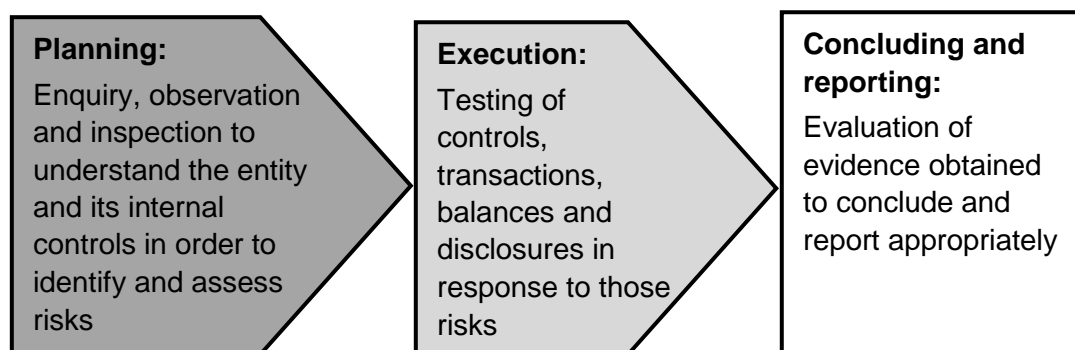 Planning:
Enquiry, observation
and inspection to
understand the entity
and its internal
controls in order to
identify and assess
risks
Execution:
Testing of
controls,
transactions,
balances and
disclosures in
response to those
risks
Concluding and
reporting:
Evaluation of
evidence obtained
to conclude and
report appropriately